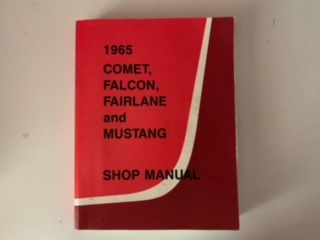 1965
COMET,
FALCON,
FAIRLANE
and
MUSTANG
SHOP MANUAL